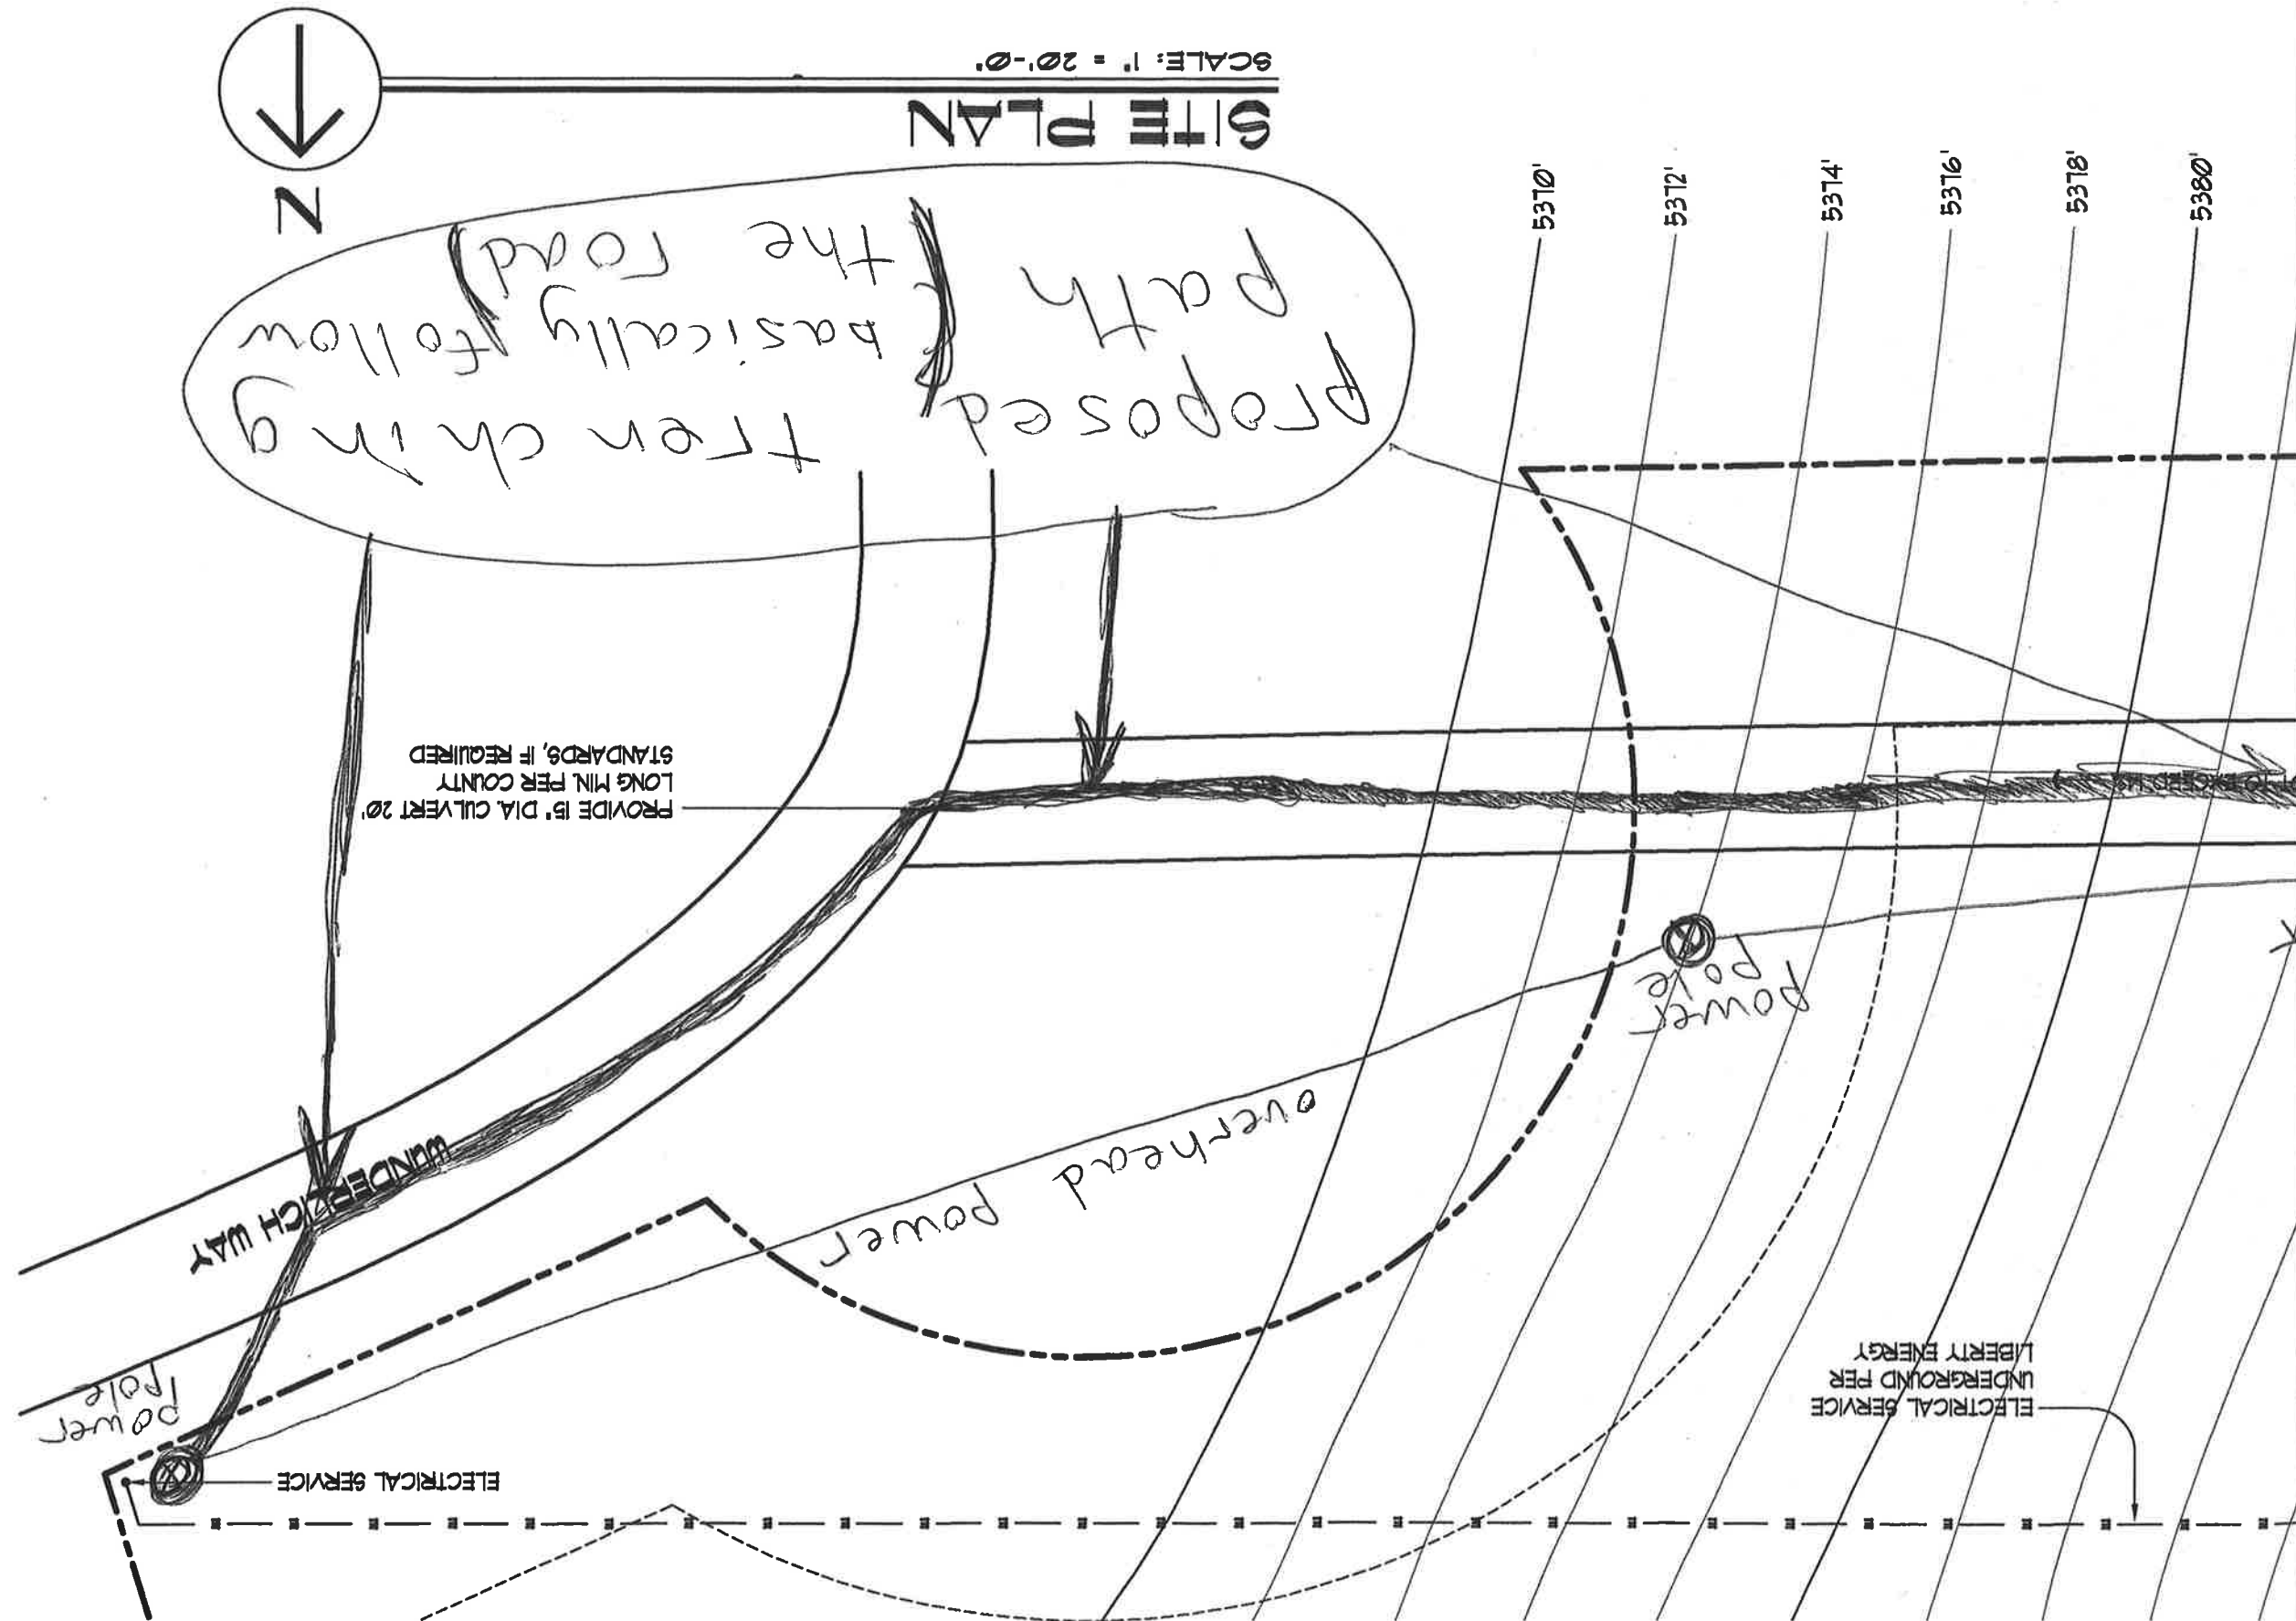 ELECTRICAL SERVICE
UNDERGROUND PER
LIBERTY ENERGY
ELECTRICAL SERVICE
power
pole
WUNDERLICH WAY
overhead power
power
pole
TO EXCEED
PROVIDE 15" DIA. CULVERT 20'
LONG MIN. PER COUNTY
STANDARDS, IF REQUIRED
proposed trenching
path (basically follow
the road)
5380'
5378'
5376'
5374'
5372'
5370'
N
SITE PLAN
SCALE: 1" = 20'-0"